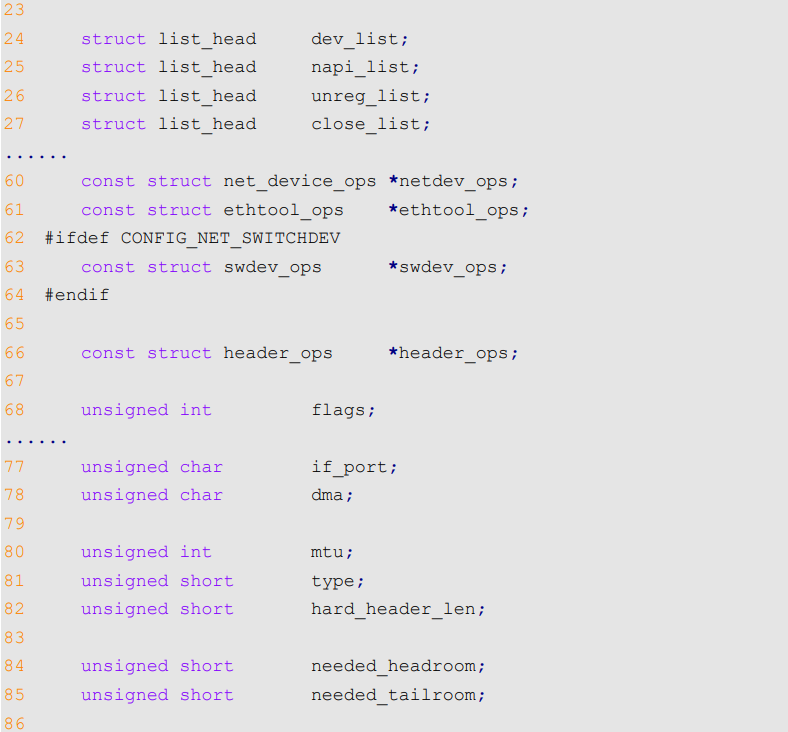 23
24     struct list_head     dev_list;
25     struct list_head     napi_list;
26     struct list_head     unreg_list;
27     struct list_head     close_list;
......
60     const struct net_device_ops *netdev_ops;
61     const struct ethtool_ops    *ethtool_ops;
62  #ifdef CONFIG_NET_SWITCHDEV
63     const struct swdev_ops      *swdev_ops;
64  #endif
65
66     const struct header_ops     *header_ops;
67
68     unsigned int         flags;
......
77     unsigned char        if_port;
78     unsigned char        dma;
79
80     unsigned int         mtu;
81     unsigned short       type;
82     unsigned short       hard_header_len;
83
84     unsigned short       needed_headroom;
85     unsigned short       needed_tailroom;
86